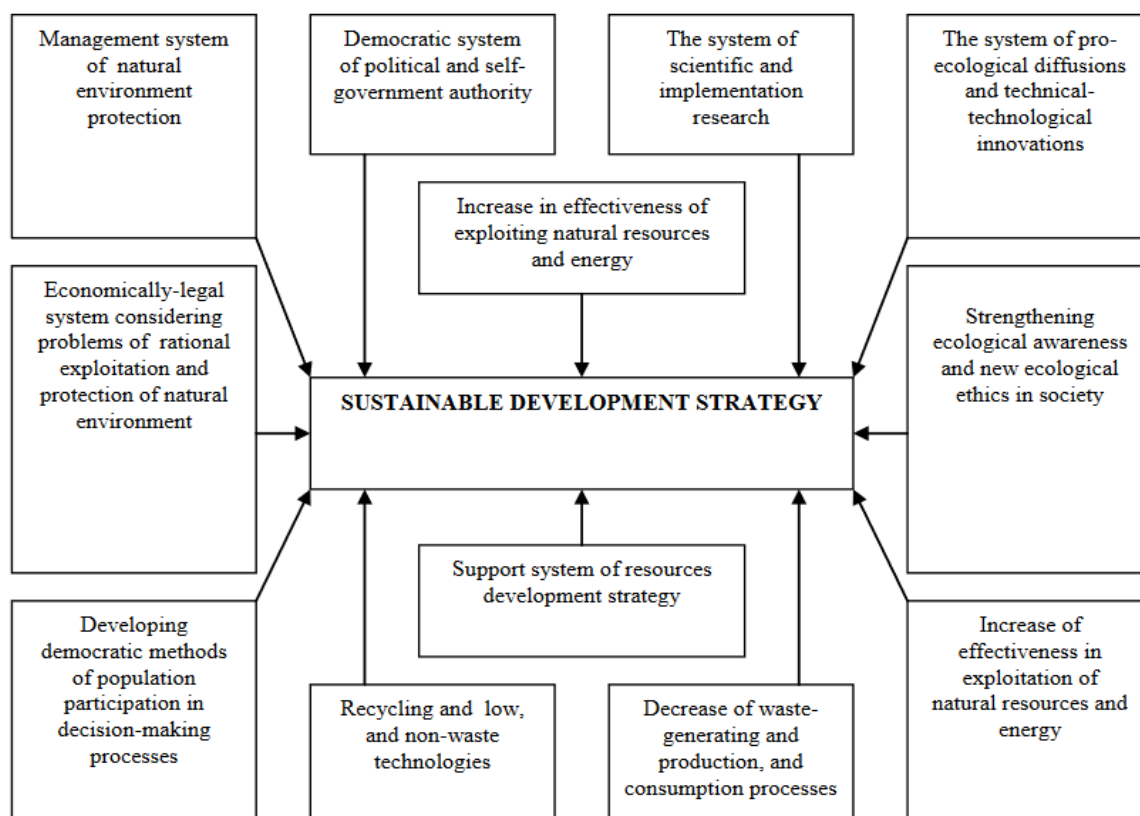 Management system
of natural
environment
protection
Democratic system
of political and self-
government authority
The system of
scientific and
implementation
research
The system of pro-
ecological diffusions
and technical-
technological
innovations
Increase in effectiveness of
exploiting natural resources
and energy
Economically-legal
system considering
problems of rational
exploitation and
protection of natural
environment
Strengthening
ecological awareness
and new ecological
ethics in society
SUSTAINABLE DEVELOPMENT STRATEGY
Support system of resources
development strategy
Developing
democratic methods
of population
participation in
decision-making
processes
Recycling and low,
and non-waste
technologies
Decrease of waste-
generating and
production, and
consumption processes
Increase of
effectiveness in
exploitation of
natural resources and
energy